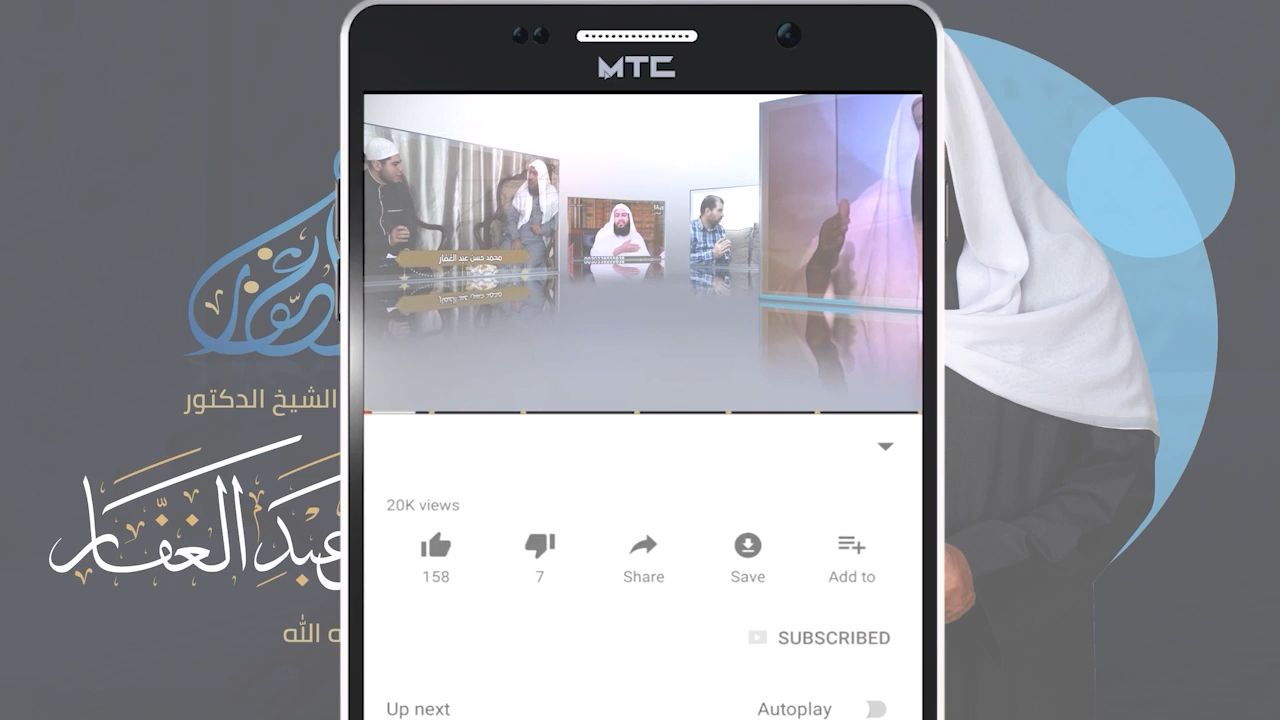 MTC
محمد حسن عبد الغفار
الشيخ الدكتور
عبد الغفار
ه الله
20K views
158
7
Share
Save
Add to
SUBSCRIBED
Up next
Autoplay